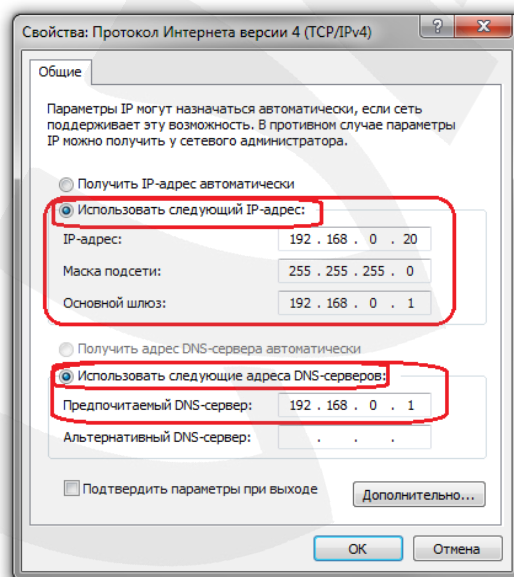 Свойства: Протокол Интернета версии 4 (TCP/IPv4)
Общие
Параметры IP могут назначаться автоматически, если сеть
поддерживает эту возможность. В противном случае параметры
IP можно получить у сетевого администратора.
Получить IP-адрес автоматически
Использовать следующий IP-адрес:
IP-адрес: 192 . 168 . 0 . 20
Маска подсети: 255 . 255 . 255 . 0
Основной шлюз: 192 . 168 . 0 . 1
Получить адрес DNS-сервера автоматически
Использовать следующие адреса DNS-серверов:
Предпочитаемый DNS-сервер: 192 . 168 . 0 . 1
Альтернативный DNS-сервер: . . .
Подтвердить параметры при выходе
Дополнительно...
ОК Отмена